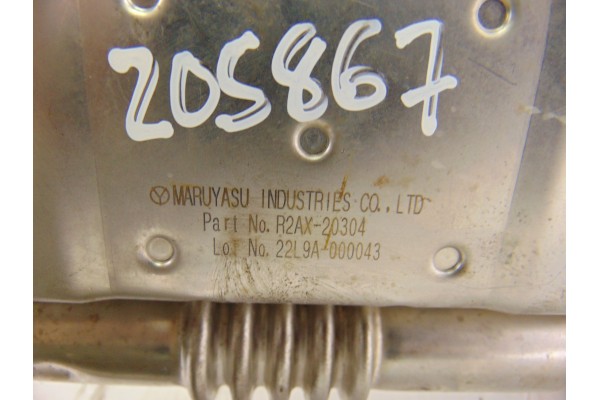 205867
MARUYASU INDUSTRIES CO., LTD
Part No. R2AX-20304
Lot No. 22L9A-000043